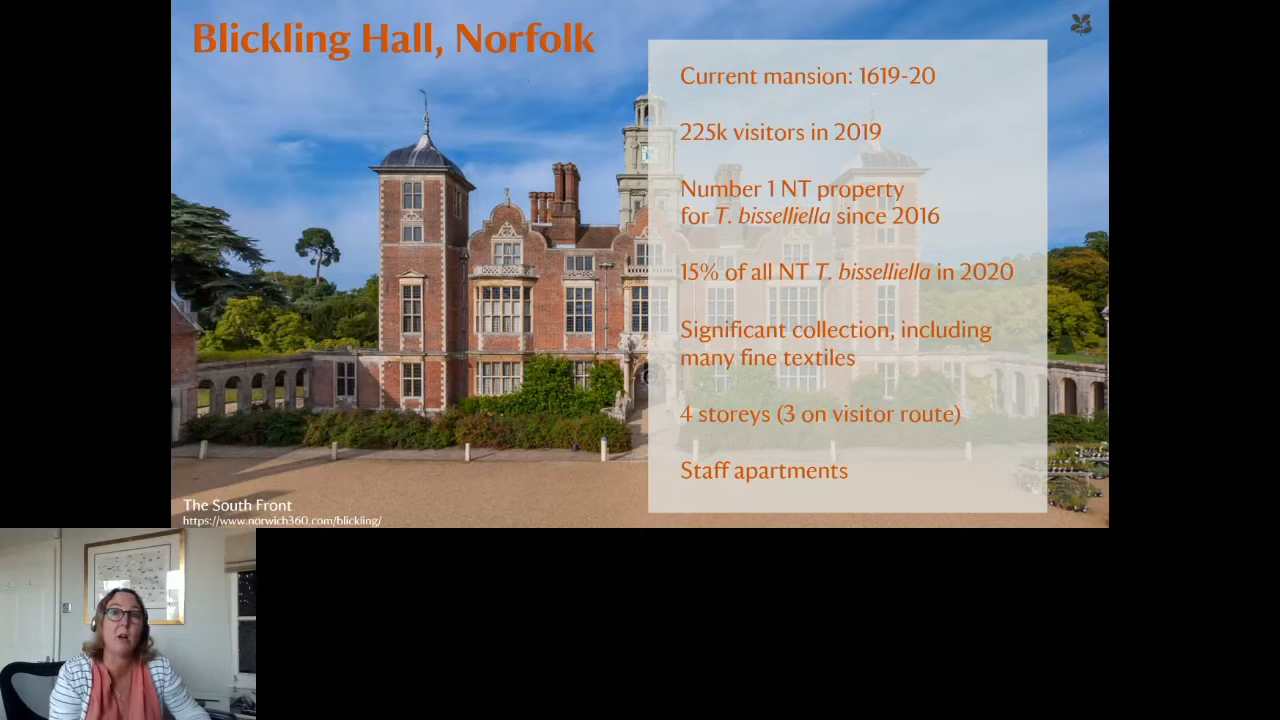 Blickling Hall, Norfolk
Current mansion: 1619-20
225k visitors in 2019
Number 1 NT property
for T. bisselliella since 2016
15% of all NT T. bisselliella in 2020
Significant collection, including
many fine textiles
4 storeys (3 on visitor route)
Staff apartments
The South Front
https://www.norwich360.com/blickling/